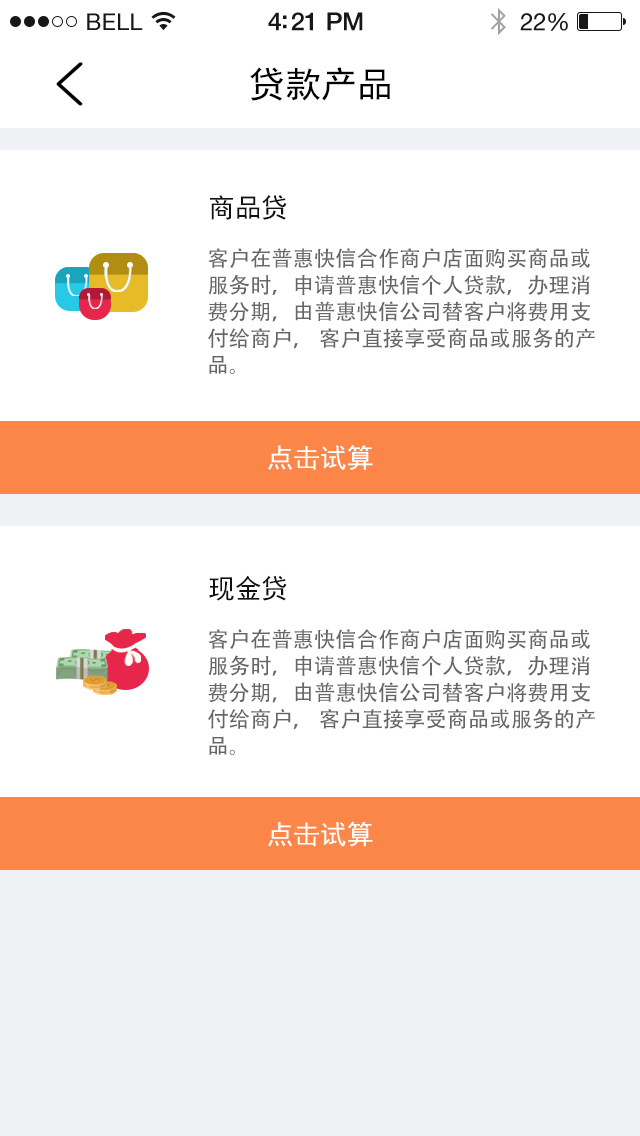 BELL 4:21 PM 22%
贷款产品
商品贷
客户在普惠快信合作商户店面购买商品或
服务时，申请普惠快信个人贷款，办理消
费分期，由普惠快信公司替客户将费用支
付给商户， 客户直接享受商品或服务的产
品。
点击试算
现金贷
客户在普惠快信合作商户店面购买商品或
服务时，申请普惠快信个人贷款，办理消
费分期，由普惠快信公司替客户将费用支
付给商户， 客户直接享受商品或服务的产
品。
点击试算